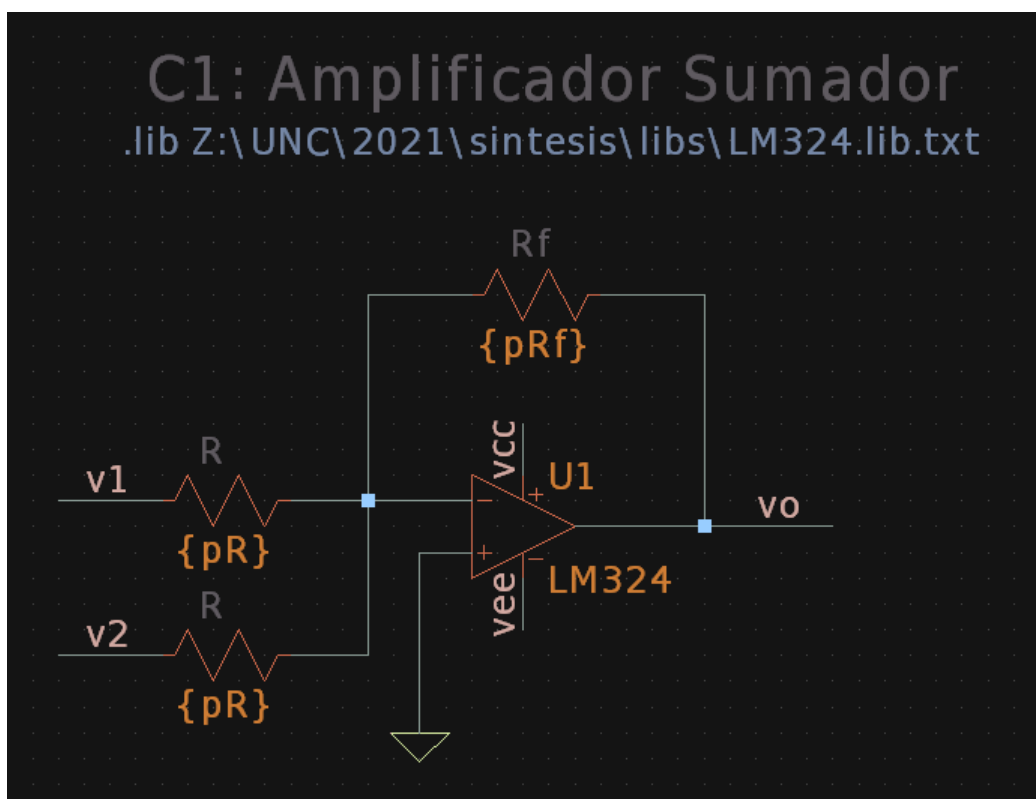 C1: Amplificador Sumador
.lib Z:\UNC\2021\sintesis\libs\LM324.lib.txt
Rf
{pRf}
R
v1
{pR}
vcc
U1
vo
LM324
vee
R
v2
{pR}